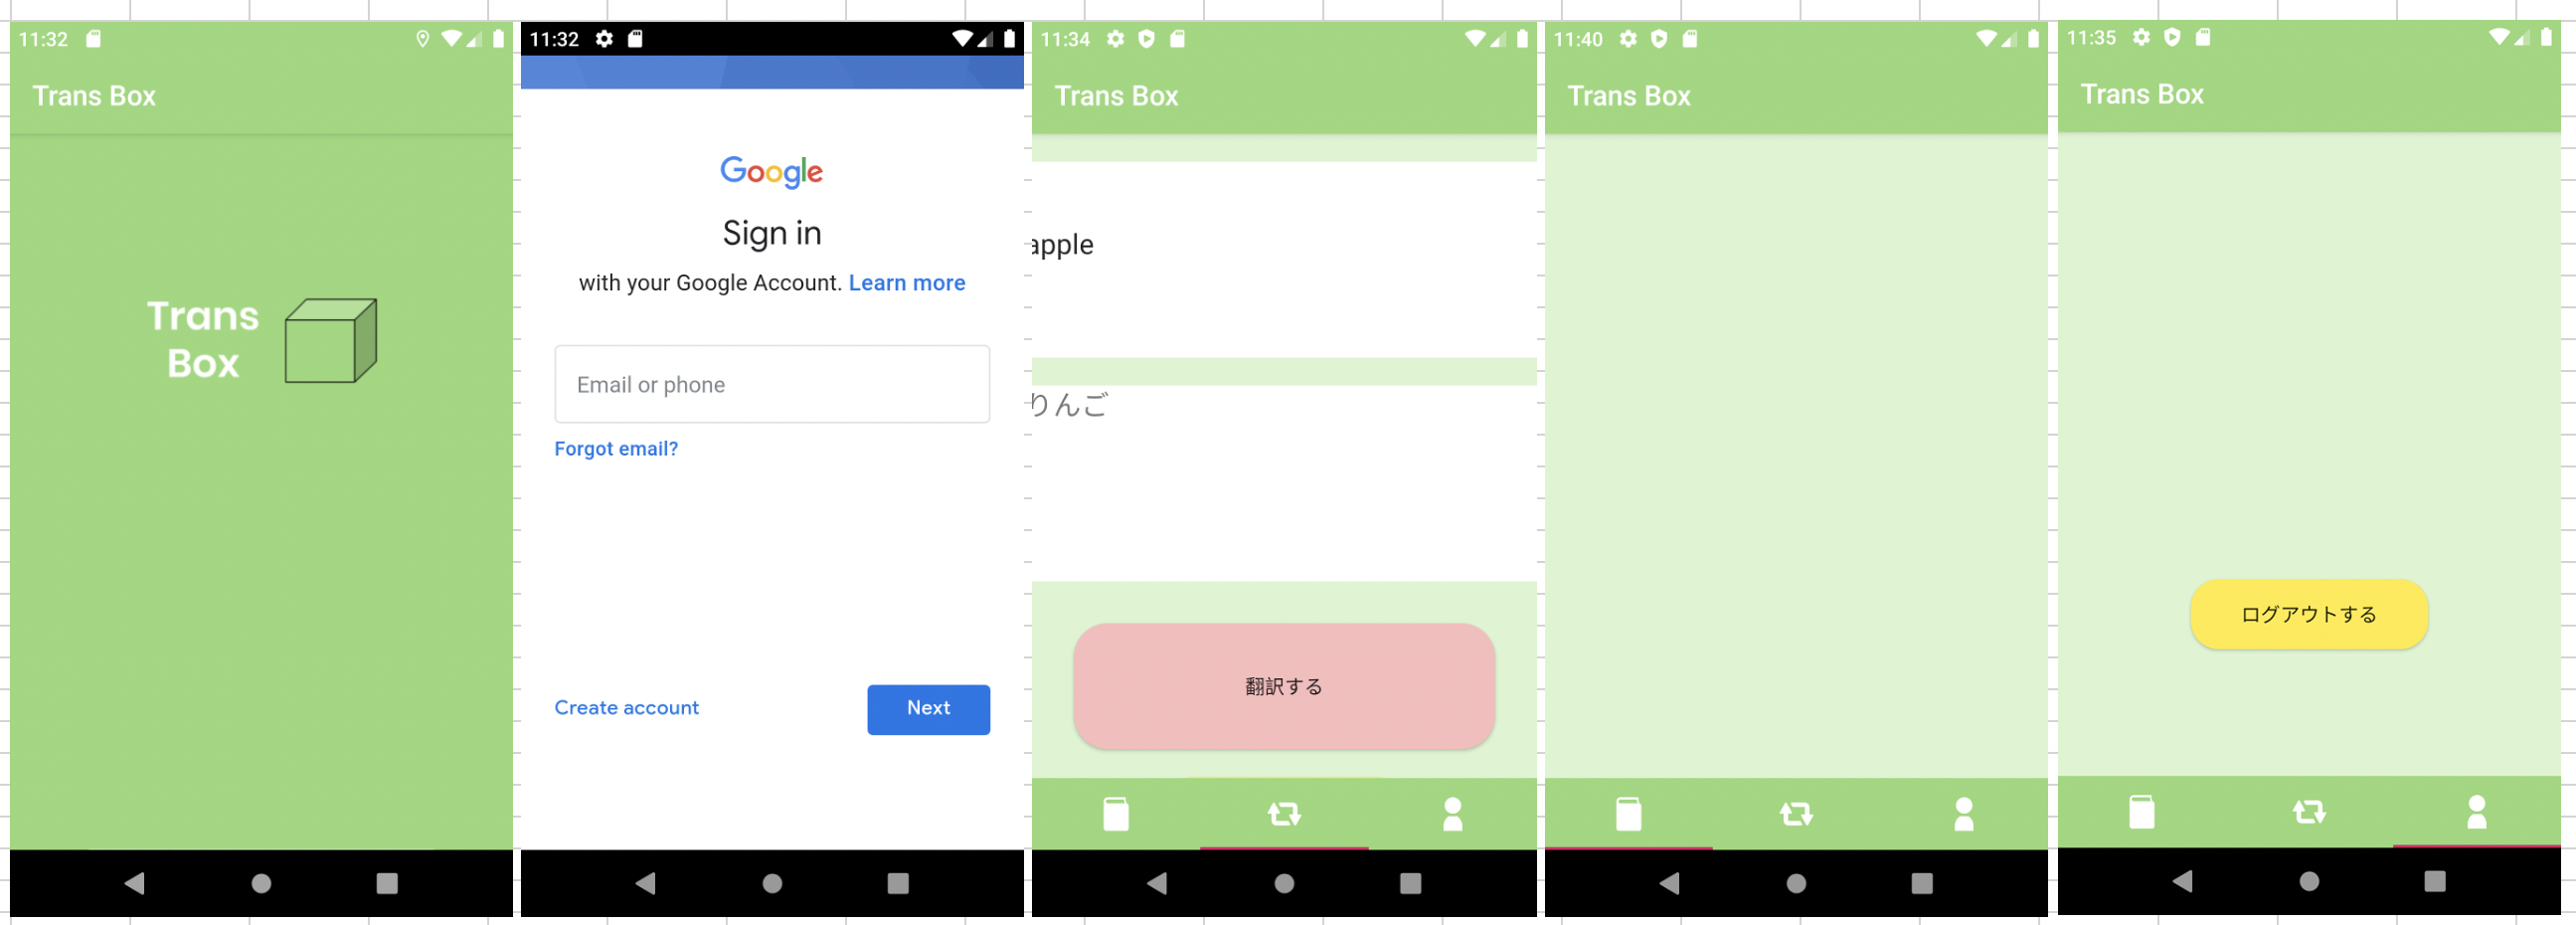 11:32
Trans Box
Trans
Box
11:32
Google
Sign in
with your Google Account. Learn more
Email or phone
Forgot email?
Create account
Next
11:34
Trans Box
apple
りんご
翻訳する
11:40
Trans Box
11:35
Trans Box
ログアウトする